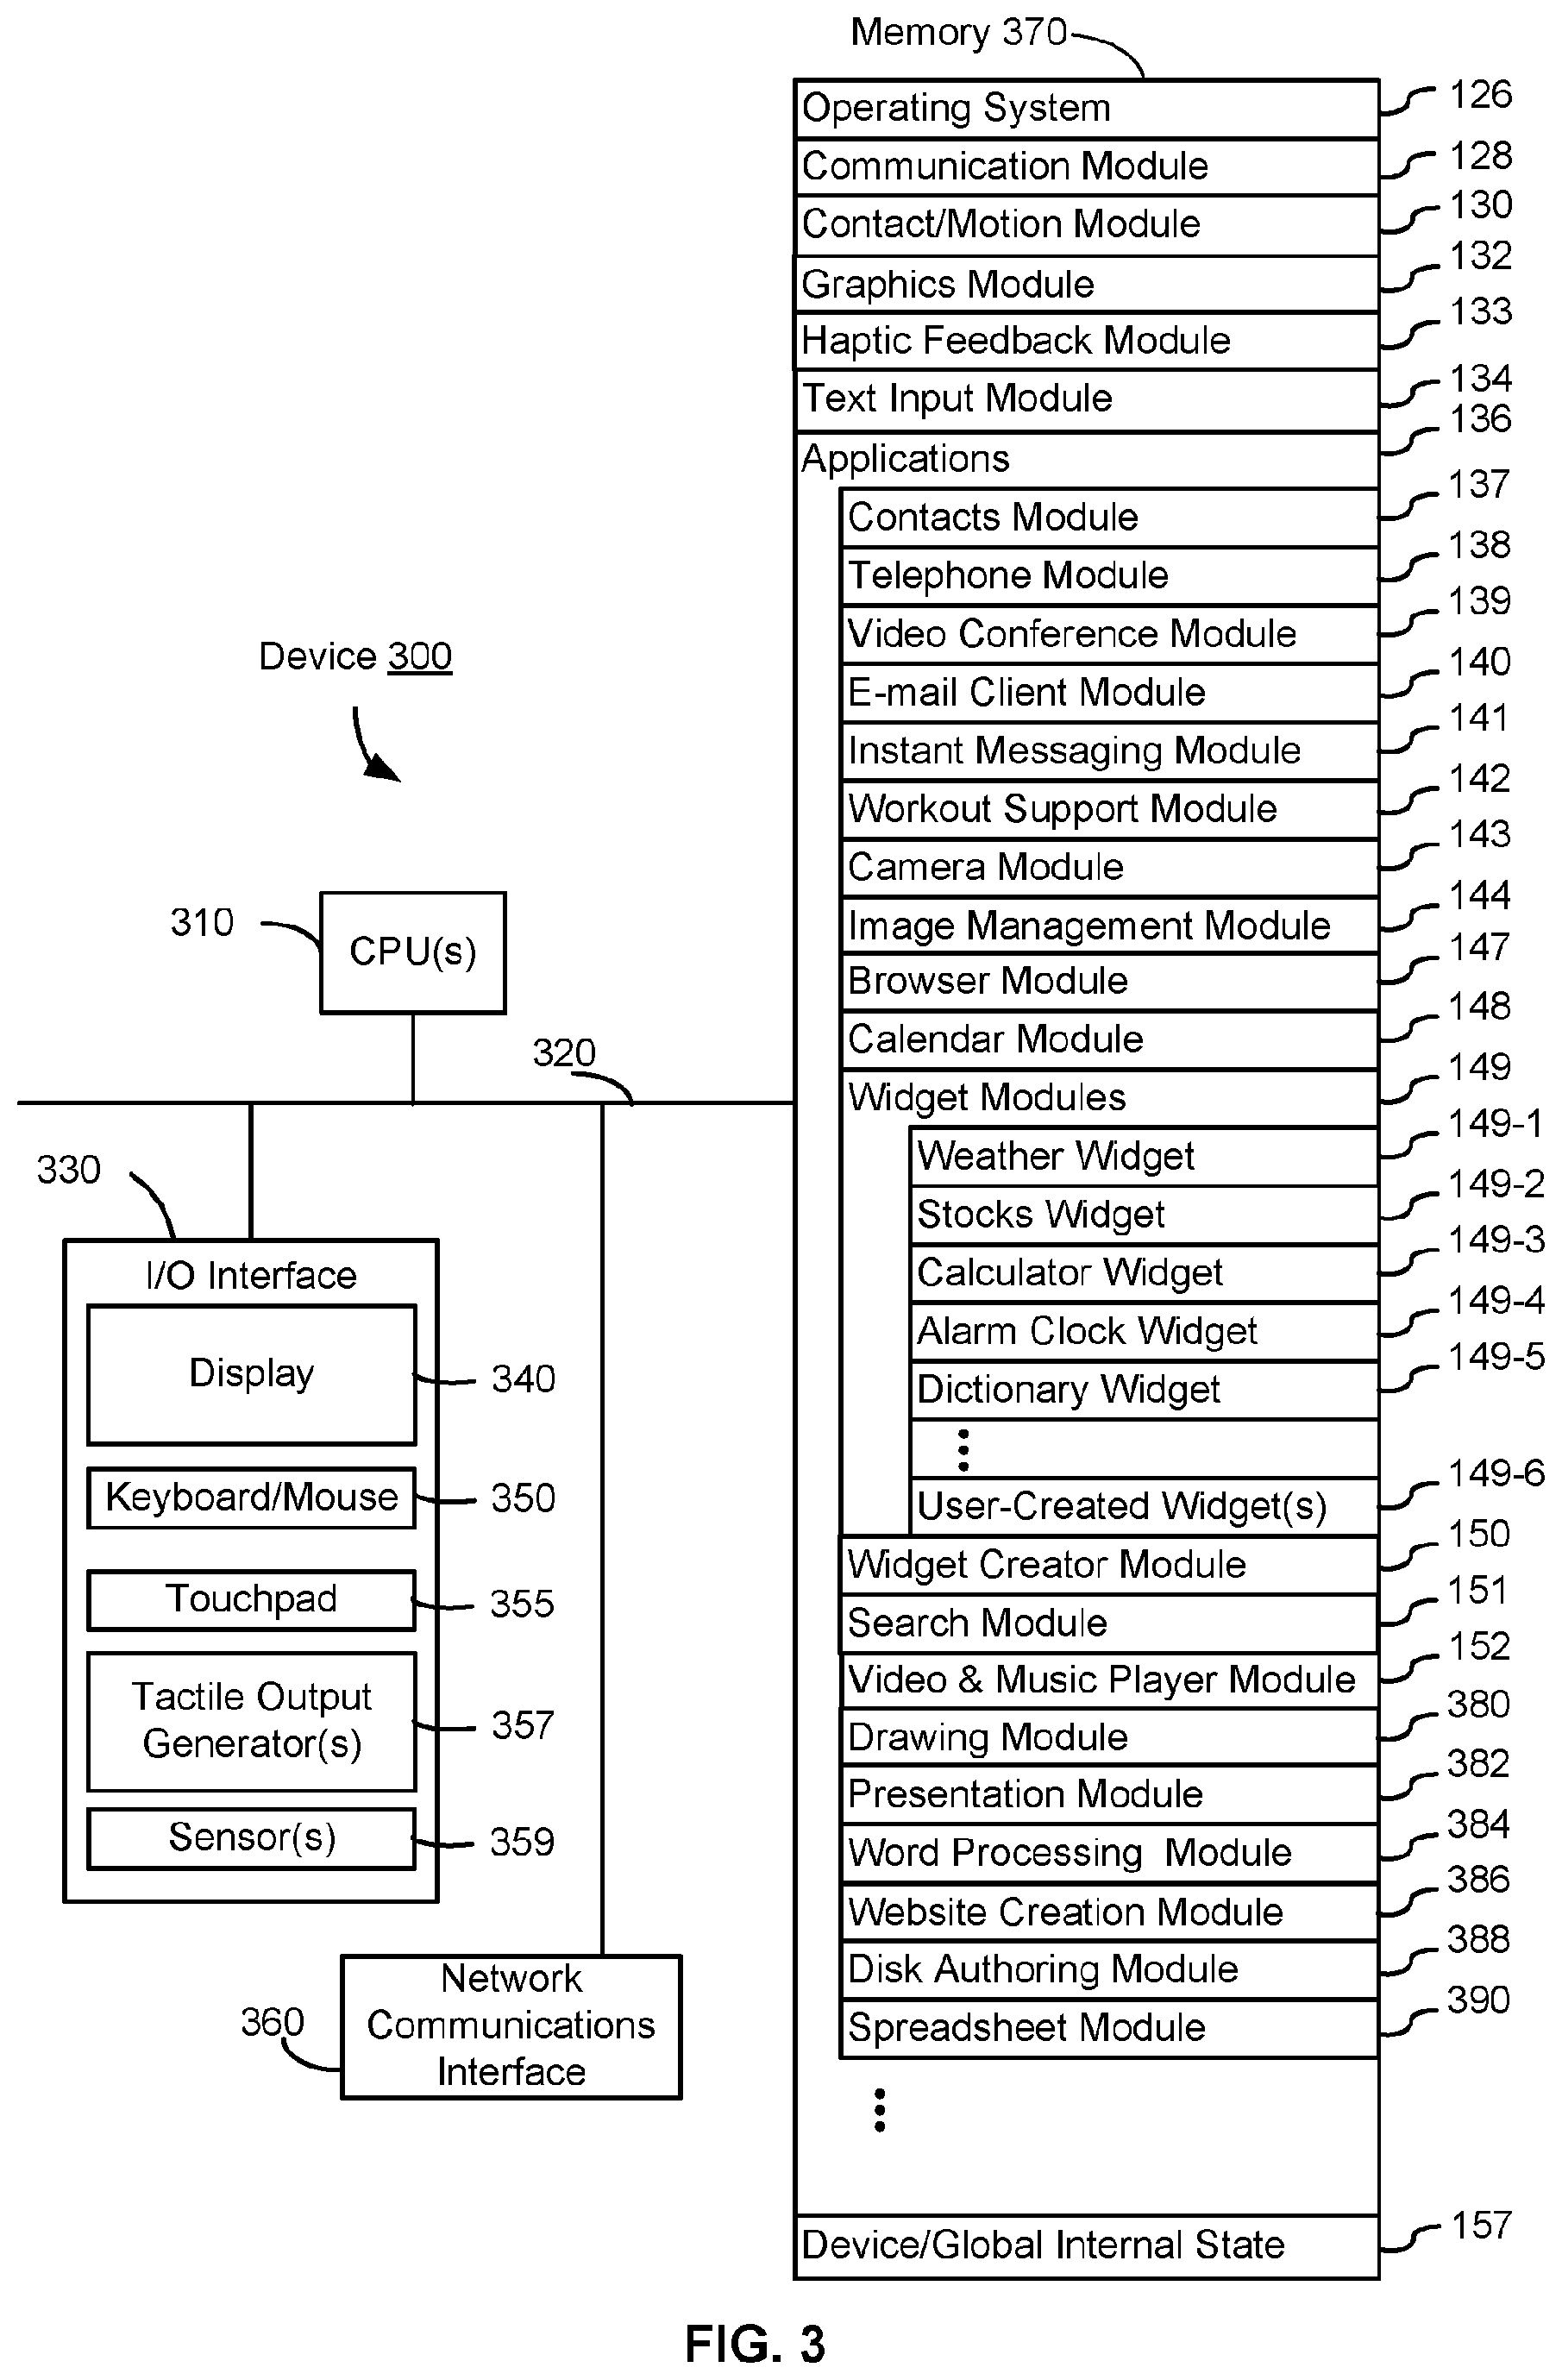 Memory 370
Operating System 126
Communication Module 128
Contact/Motion Module 130
Graphics Module 132
Haptic Feedback Module 133
Text Input Module 134
Applications 136
Contacts Module 137
Telephone Module 138
Video Conference Module 139
E-mail Client Module 140
Instant Messaging Module 141
Workout Support Module 142
Camera Module 143
Image Management Module 144
Browser Module 147
Calendar Module 148
Widget Modules 149
Weather Widget 149-1
Stocks Widget 149-2
Calculator Widget 149-3
Alarm Clock Widget 149-4
Dictionary Widget 149-5
User-Created Widget(s) 149-6
Widget Creator Module 150
Search Module 151
Video & Music Player Module 152
Drawing Module 380
Presentation Module 382
Word Processing Module 384
Website Creation Module 386
Disk Authoring Module 388
Spreadsheet Module 390
Device/Global Internal State 157
Device 300
310
CPU(s)
320
330
I/O Interface
Display 340
Keyboard/Mouse 350
Touchpad 355
Tactile Output
Generator(s) 357
Sensor(s) 359
360
Network
Communications
Interface
FIG. 3